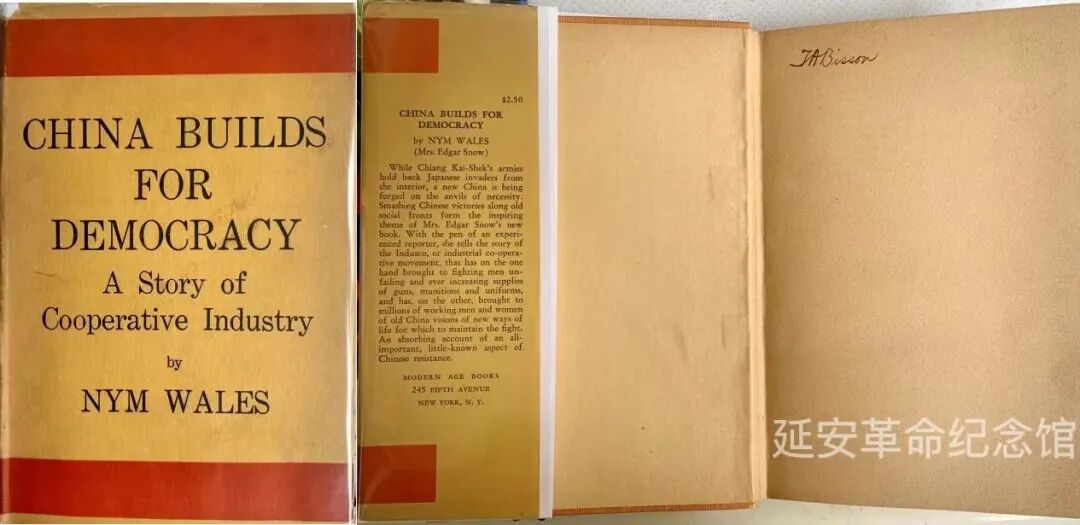 CHINA BUILDS
FOR
DEMOCRACY
A Story of
Cooperative Industry
by
NYM WALES
$2.50
CHINA BUILDS FOR
DEMOCRACY
by NYM WALES
(Mrs. Edgar Snow)
While Chiang Kai-Shek's armies
hold back Japanese invaders from
the interior, a new China is being
forged on the anvils of necessity.
Smashing Chinese victories along old
social fronts form the inspiring
theme of Mrs. Edgar Snow's new
book. With the pen of an experi-
enced reporter, she tells the story of
the Indusco, or industrial co-opera-
tive movement, that has on the one
hand brought to fighting men un-
failing and ever increasing supplies
of guns, munitions and uniforms,
and has, on the other, brought to
millions of working men and women
of old China visions of new ways of
life for which to maintain the fight.
An absorbing account of an all-
important, little-known aspect of
Chinese resistance.
MODERN AGE BOOKS
245 FIFTH AVENUE
NEW YORK, N. Y.
TABisson
延安革命纪念馆